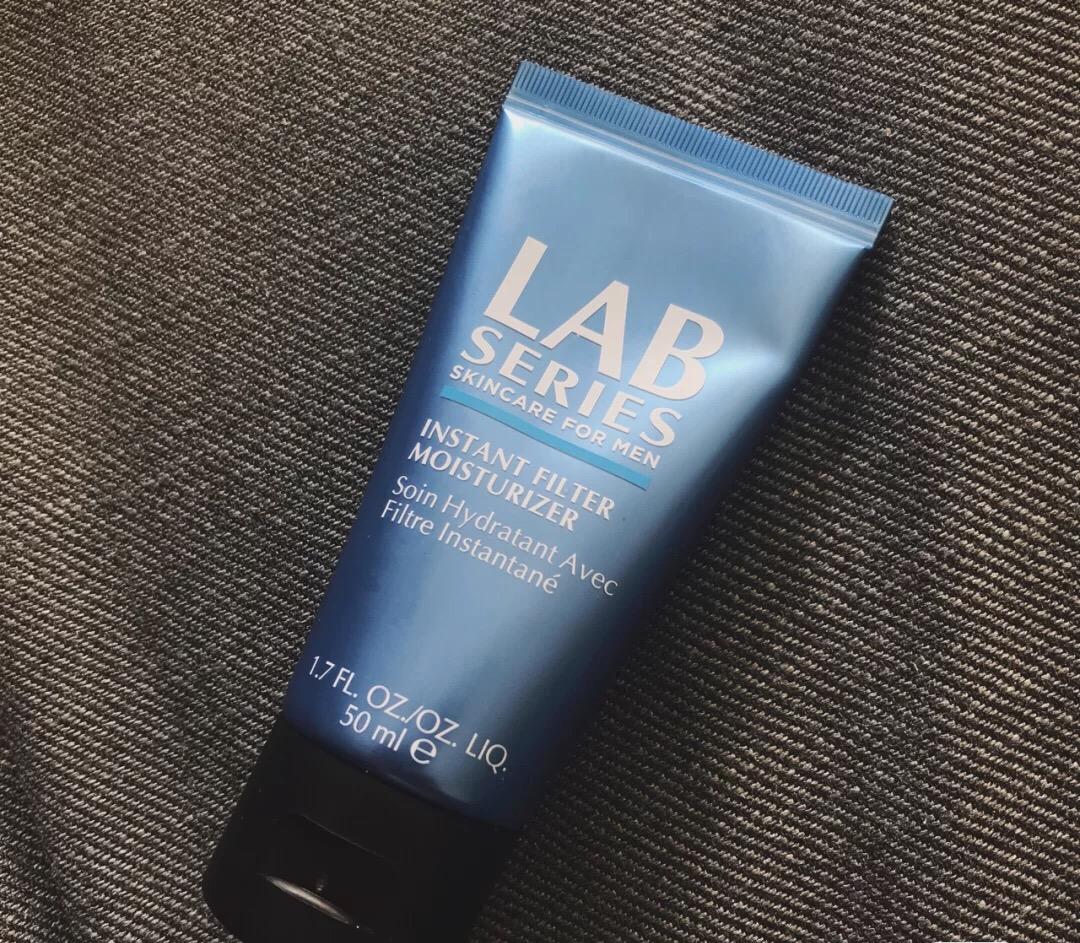 LAB
SERIES
SKINCARE FOR MEN
INSTANT FILTER
MOISTURIZER
Soin Hydratant Avec
Filtre Instantané
1.7 FL. OZ./OZ. LIQ.
50 ml e